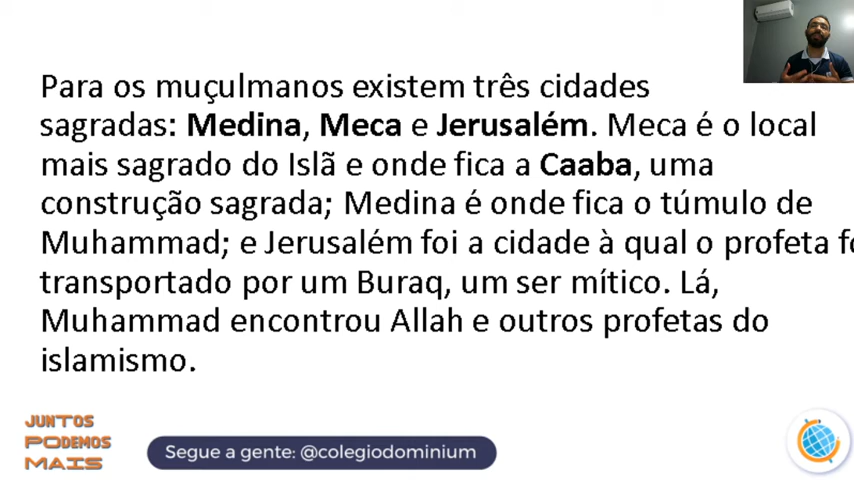 Para os muçulmanos existem três cidades
sagradas: Medina, Meca e Jerusalém. Meca é o local
mais sagrado do Islã e onde fica a Caaba, uma
construção sagrada; Medina é onde fica o túmulo de
Muhammad; e Jerusalém foi a cidade à qual o profeta
transportado por um Buraq, um ser mítico. Lá,
Muhammad encontrou Allah e outros profetas do
islamismo.
JUNTOS
PODEMOS
MAIS
Segue a gente: @colegiodominium